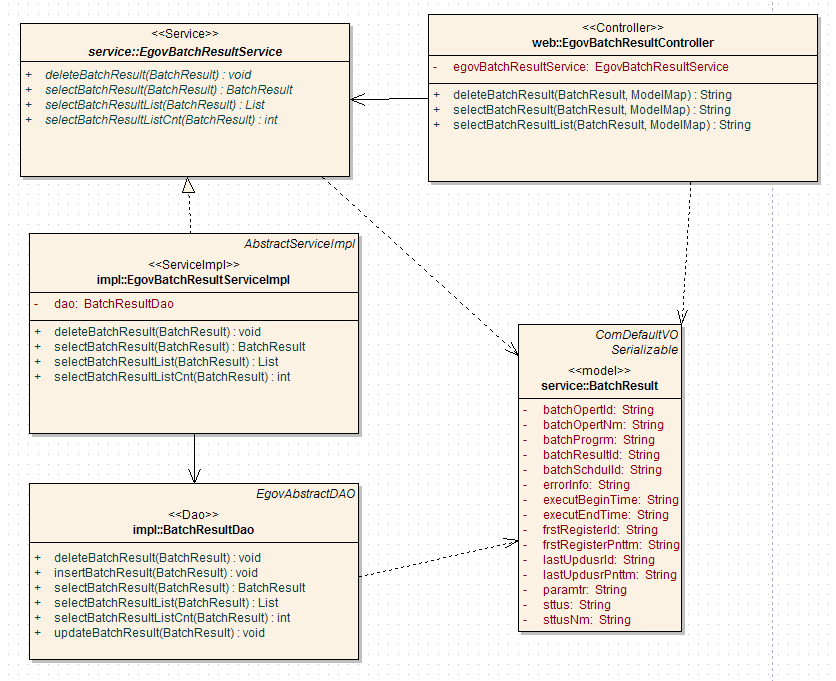 <<Service>>
service::EgovBatchResultService
+ deleteBatchResult(BatchResult) : void
+ selectBatchResult(BatchResult) : BatchResult
+ selectBatchResultList(BatchResult) : List
+ selectBatchResultListCnt(BatchResult) : int
<<Controller>>
web::EgovBatchResultController
- egovBatchResultService: EgovBatchResultService
+ deleteBatchResult(BatchResult, ModelMap) : String
+ selectBatchResult(BatchResult, ModelMap) : String
+ selectBatchResultList(BatchResult, ModelMap) : String
AbstractServiceImpl
<<ServiceImpl>>
impl::EgovBatchResultServiceImpl
- dao: BatchResultDao
+ deleteBatchResult(BatchResult) : void
+ selectBatchResult(BatchResult) : BatchResult
+ selectBatchResultList(BatchResult) : List
+ selectBatchResultListCnt(BatchResult) : int
ComDefaultVO
Serializable
<<model>>
service::BatchResult
- batchOpertId: String
- batchOpertNm: String
- batchProgrm: String
- batchResultId: String
- batchSchdulId: String
- errorInfo: String
- executBeginTime: String
- executEndTime: String
- frstRegisterId: String
- frstRegisterPnttm: String
- lastUpdusrId: String
- lastUpdusrPnttm: String
- paramtr: String
- sttus: String
- sttusNm: String
EgovAbstractDAO
<<Dao>>
impl::BatchResultDao
+ deleteBatchResult(BatchResult) : void
+ insertBatchResult(BatchResult) : void
+ selectBatchResult(BatchResult) : BatchResult
+ selectBatchResultList(BatchResult) : List
+ selectBatchResultListCnt(BatchResult) : int
+ updateBatchResult(BatchResult) : void